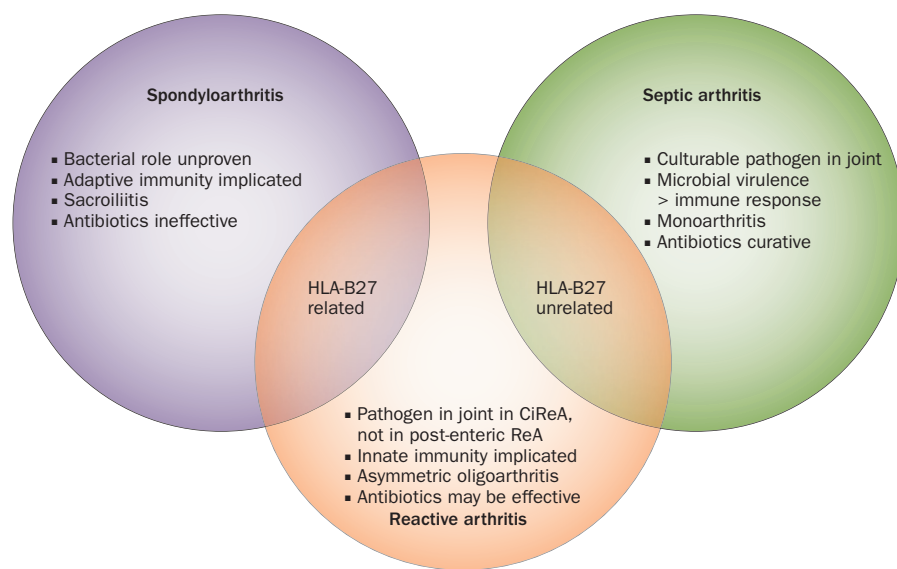 Spondyloarthritis
▪ Bacterial role unproven
▪ Adaptive immunity implicated
▪ Sacroiliitis
▪ Antibiotics ineffective
Septic arthritis
▪ Culturable pathogen in joint
▪ Microbial virulence
> immune response
▪ Monoarthritis
▪ Antibiotics curative
HLA-B27
related
HLA-B27
unrelated
▪ Pathogen in joint in CiReA,
not in post-enteric ReA
▪ Innate immunity implicated
▪ Asymmetric oligoarthritis
▪ Antibiotics may be effective
Reactive arthritis